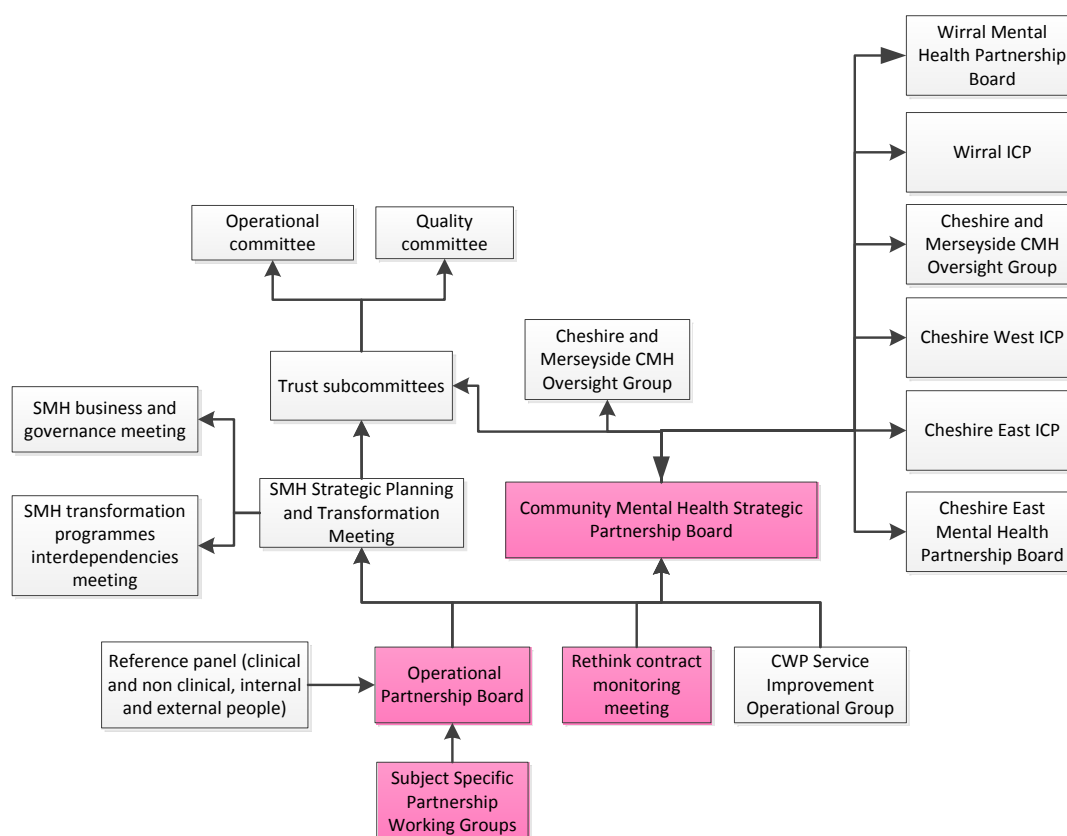 Wirral Mental
Health Partnership
Board
Wirral ICP
Operational
committee
Quality
committee
Cheshire and
Merseyside CMH
Oversight Group
Cheshire and
Merseyside CMH
Oversight Group
Cheshire West ICP
Trust subcommittees
SMH business and
governance meeting
Cheshire East ICP
SMH Strategic Planning
and Transformation
Meeting
Community Mental Health Strategic
Partnership Board
SMH transformation
programmes
interdependencies
meeting
Cheshire East
Mental Health
Partnership Board
Reference panel (clinical
and non clinical, internal
and external people)
Operational
Partnership Board
Rethink contract
monitoring
meeting
CWP Service
Improvement
Operational Group
Subject Specific
Partnership
Working Groups